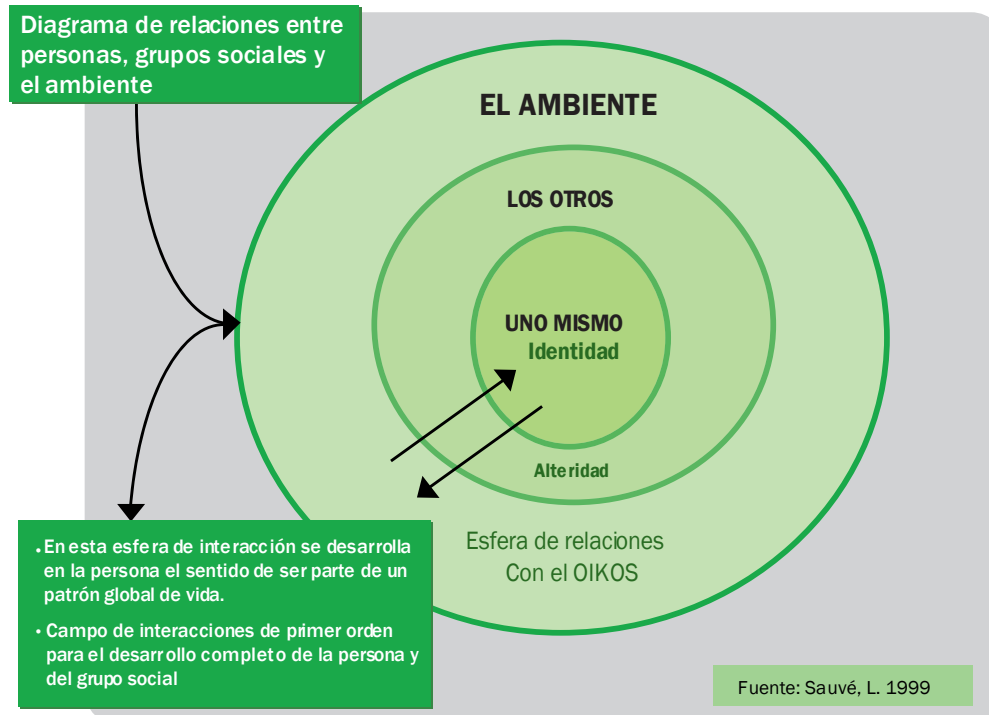 Diagrama de relaciones entre
personas, grupos sociales y
el ambiente
EL AMBIENTE
LOS OTROS
UNO MISMO
Identidad
Alteridad
Esfera de relaciones
Con el OIKOS
• En esta esfera de interacción se desarrolla
en la persona el sentido de ser parte de un
patrón global de vida.
• Campo de interacciones de primer orden
para el desarrollo completo de la persona y
del grupo social
Fuente: Sauvé, L. 1999